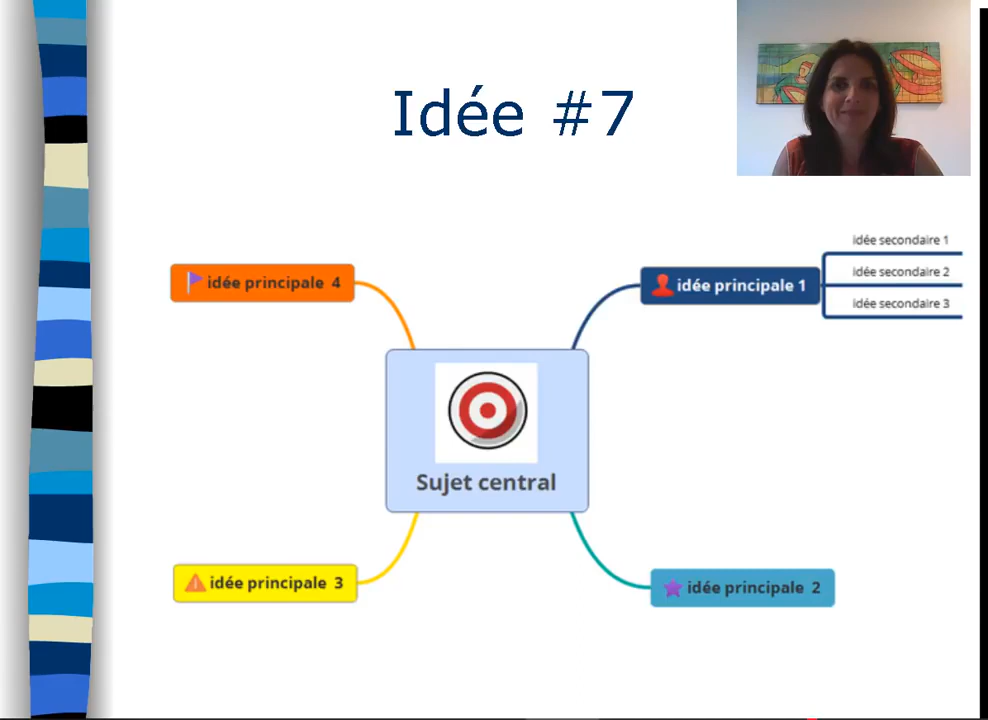 Idée #7
idée principale 4
idée principale 1
idée secondaire 1
idée secondaire 2
idée secondaire 3
Sujet central
idée principale 3
idée principale 2